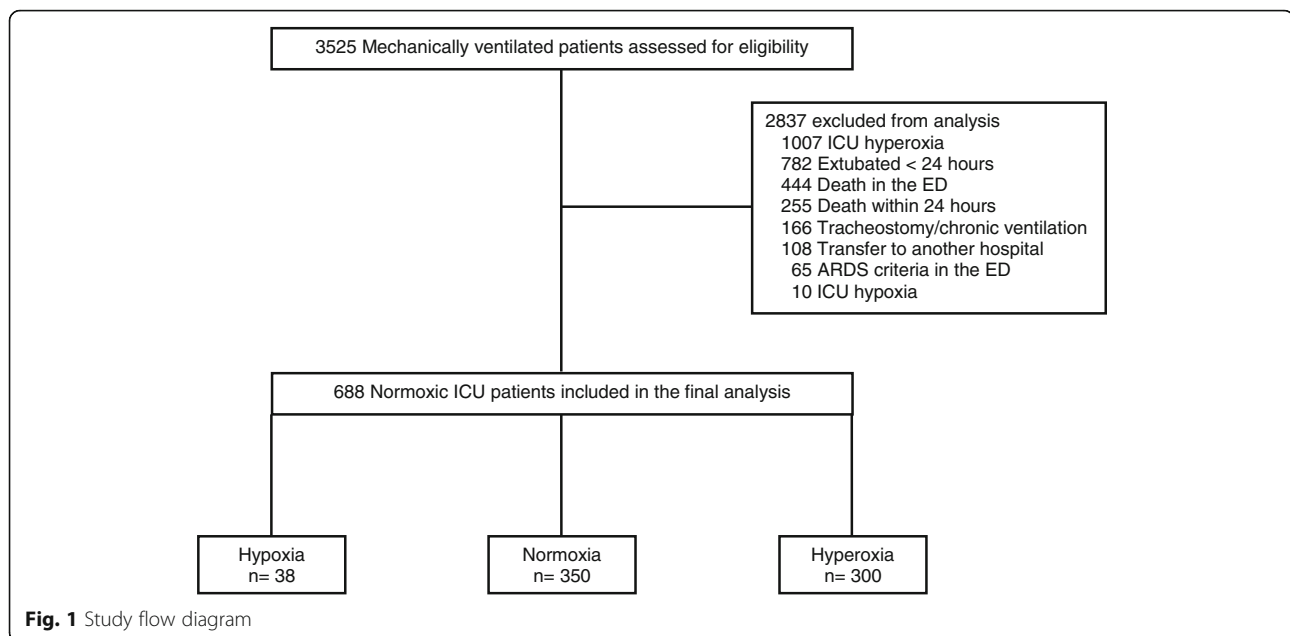 3525 Mechanically ventilated patients assessed for eligibility
2837 excluded from analysis
1007 ICU hyperoxia
782 Extubated < 24 hours
444 Death in the ED
255 Death within 24 hours
166 Tracheostomy/chronic ventilation
108 Transfer to another hospital
65 ARDS criteria in the ED
10 ICU hypoxia
688 Normoxic ICU patients included in the final analysis
Hypoxia
n= 38
Normoxia
n= 350
Hyperoxia
n= 300
Fig. 1 Study flow diagram